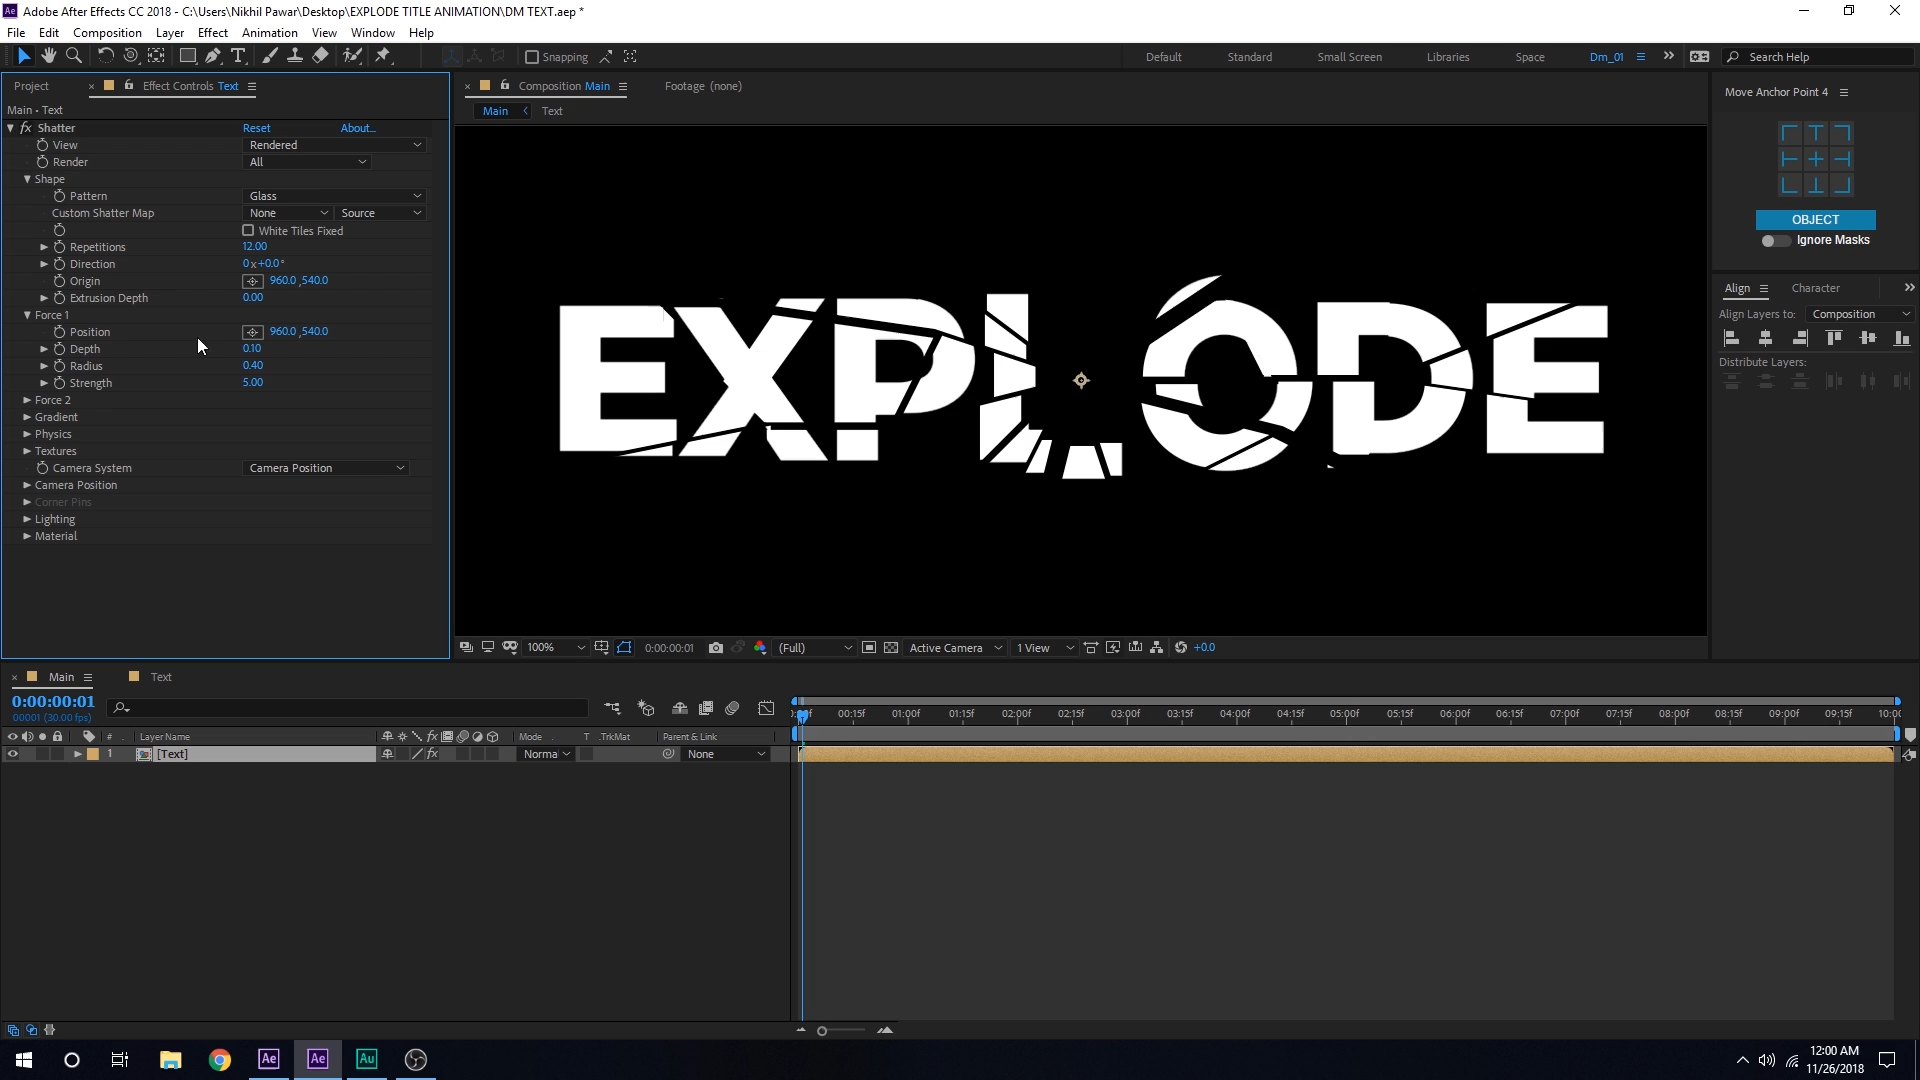 Ae Adobe After Effects CC 2018 - C:\Users\Nikhil Pawar\Desktop\EXPLODE TITLE ANIMATION\DM TEXT.aep *
File Edit Composition Layer Effect Animation View Window Help
Snapping Default Standard Small Screen Libraries Space Dm_01 Search Help
Project Effect Controls Text Composition Main Footage (none) Move Anchor Point 4
Main • Text
Main Text
fx Shatter Reset About...
View Rendered
Render All
Shape
Pattern Glass
Custom Shatter Map None Source
White Tiles Fixed
Repetitions 12.00
Direction 0x+0.0°
Origin 960.0 ,540.0
Extrusion Depth 0.00
Force 1
Position 960.0 ,540.0
Depth 0.10
Radius 0.40
Strength 5.00
Force 2
Gradient
Physics
Textures
Camera System Camera Position
Camera Position
Corner Pins
Lighting
Material
EXPLODE
OBJECT
Ignore Masks
Align Character
Align Layers to: Composition
Distribute Layers:
100% 0:00:00:01 (Full) Active Camera 1 View +0.0
Main Text
0:00:00:01
00001 (30.00 fps)
00:15f 01:00f 01:15f 02:00f 02:15f 03:00f 03:15f 04:00f 04:15f 05:00f 05:15f 06:00f 06:15f 07:00f 07:15f 08:00f 08:15f 09:00f 09:15f
# Layer Name fx Mode T .TrkMat Parent & Link
1 [Text] fx Norma None
Ae Ae Au
12:00 AM
11/26/2018